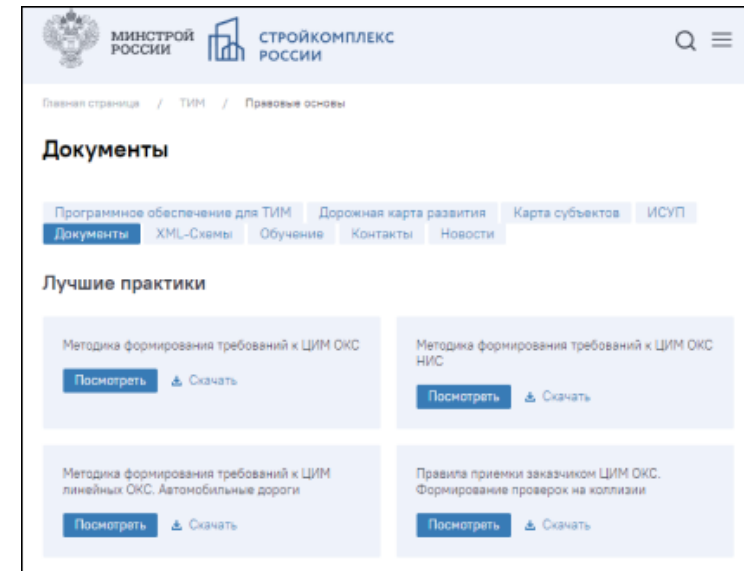 МИНСТРОЙ
РОССИИ
СТРОЙКОМПЛЕКС
РОССИИ
Главная страница / ТИМ / Правовые основы
Документы
Программное обеспечение для ТИМ Дорожная карта развития Карта субъектов ИСУП
Документы XML-Схемы Обучение Контакты Новости
Лучшие практики
Методика формирования требований к ЦИМ ОКС
Посмотреть Скачать
Методика формирования требований к ЦИМ ОКС
НИС
Посмотреть Скачать
Методика формирования требований к ЦИМ
линейных ОКС. Автомобильные дороги
Посмотреть Скачать
Правила приемки заказчиком ЦИМ ОКС.
Формирование проверок на коллизии
Посмотреть Скачать